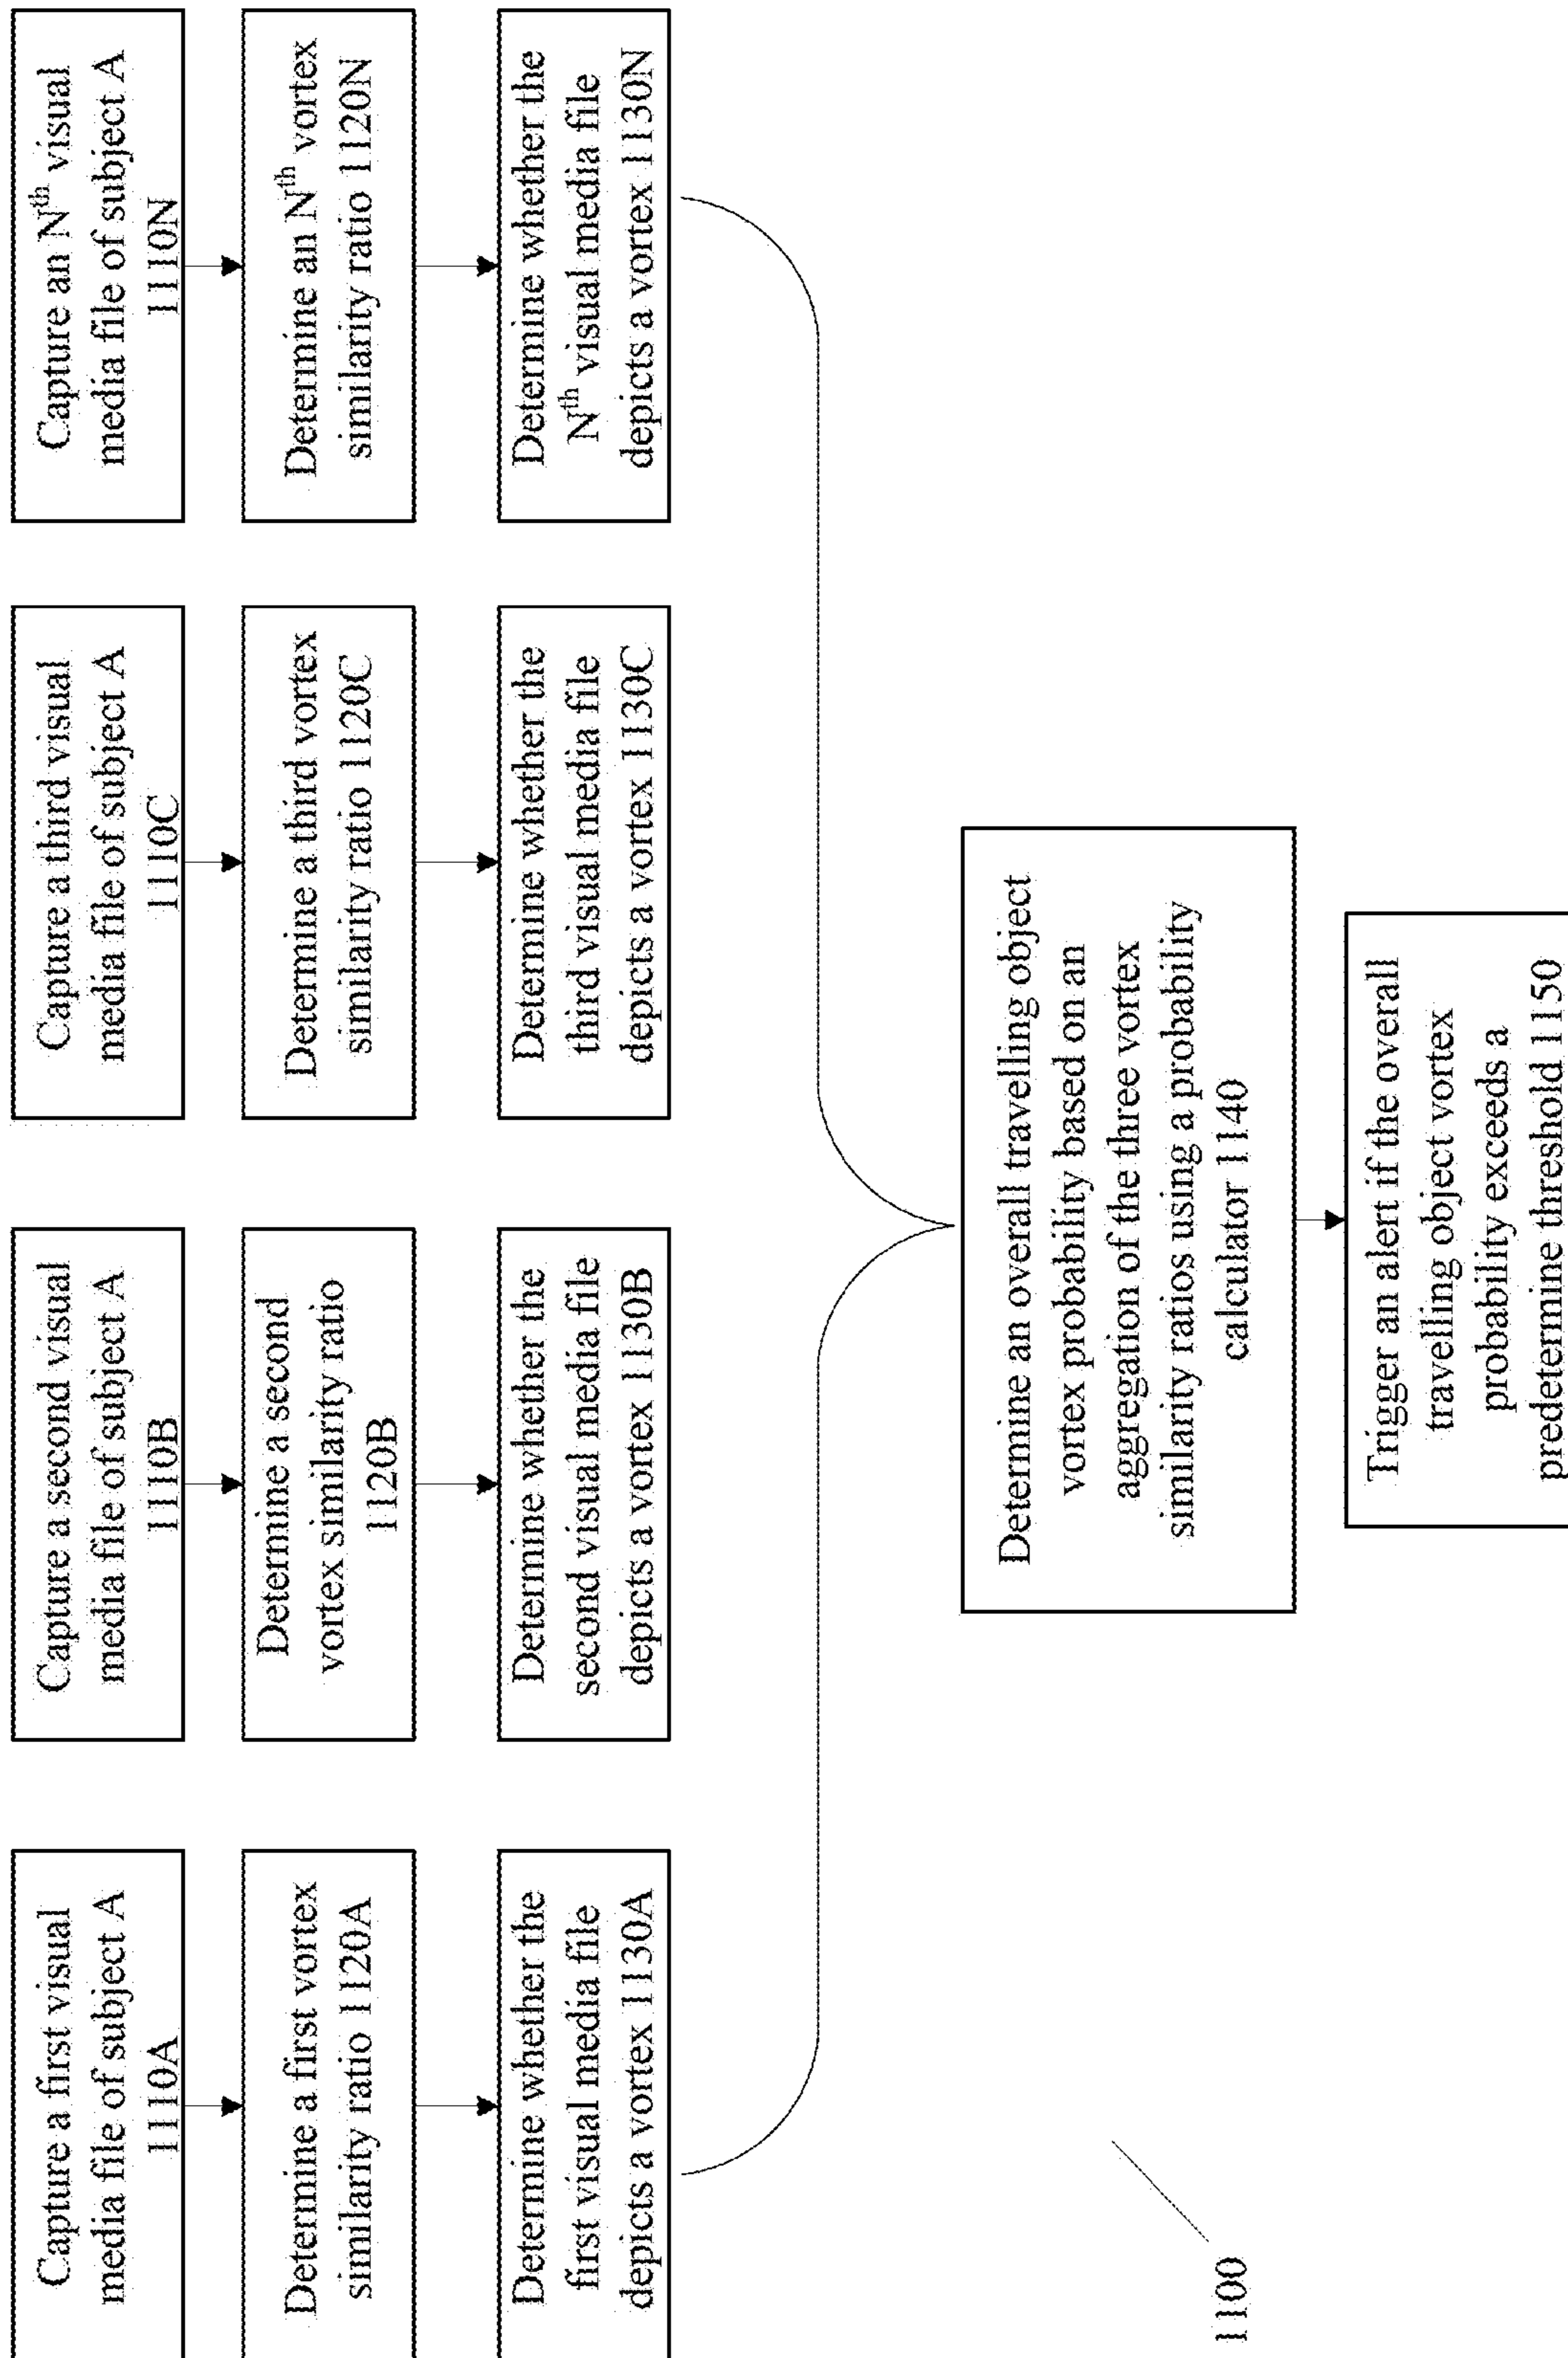 Capture a first visual
media file of subject A
1110A
Determine a first vortex
similarity ratio 1120A
Determine whether the
first visual media file
depicts a vortex 1130A
Capture a second visual
media file of subject A
1110B
Determine a second
vortex similarity ratio
1120B
Determine whether the
second visual media file
depicts a vortex 1130B
Capture a third visual
media file of subject A
1110C
Determine a third vortex
similarity ratio 1120C
Determine whether the
third visual media file
depicts a vortex 1130C
Capture an Nth visual
media file of subject A
1110N
Determine an Nth vortex
similarity ratio 1120N
Determine whether the
Nth visual media file
depicts a vortex 1130N
Determine an overall travelling object
vortex probability based on an
aggregation of the three vortex
similarity ratios using a probability
calculator 1140
Trigger an alert if the overall
travelling object vortex
probability exceeds a
predetermine threshold 1150
1100